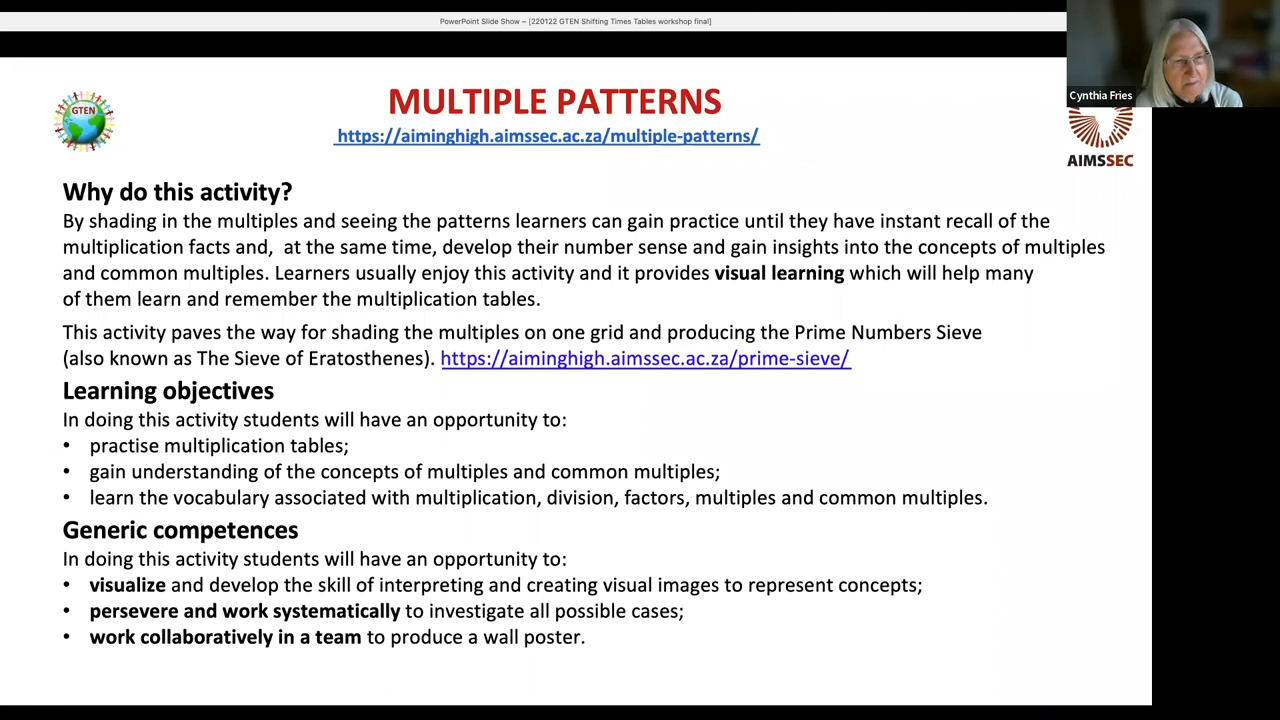 PowerPoint Slide Show – [220122 GTEN Shifting Times Tables workshop final]
Cynthia Fries
GTEN
MULTIPLE PATTERNS
https://aiminghigh.aimssec.ac.za/multiple-patterns/
AIMSSEC
Why do this activity?
By shading in the multiples and seeing the patterns learners can gain practice until they have instant recall of the
multiplication facts and, at the same time, develop their number sense and gain insights into the concepts of multiples
and common multiples. Learners usually enjoy this activity and it provides visual learning which will help many
of them learn and remember the multiplication tables.
This activity paves the way for shading the multiples on one grid and producing the Prime Numbers Sieve
(also known as The Sieve of Eratosthenes). https://aiminghigh.aimssec.ac.za/prime-sieve/
Learning objectives
In doing this activity students will have an opportunity to:
• practise multiplication tables;
• gain understanding of the concepts of multiples and common multiples;
• learn the vocabulary associated with multiplication, division, factors, multiples and common multiples.
Generic competences
In doing this activity students will have an opportunity to:
• visualize and develop the skill of interpreting and creating visual images to represent concepts;
• persevere and work systematically to investigate all possible cases;
• work collaboratively in a team to produce a wall poster.